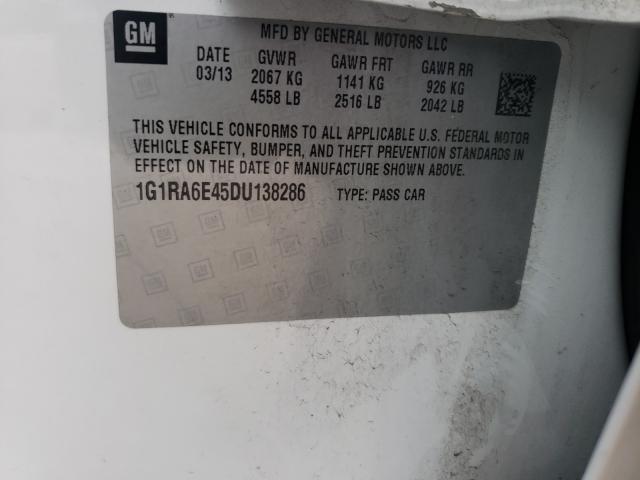 GM
MFD BY GENERAL MOTORS LLC
DATE GVWR GAWR FRT GAWR RR
03/13 2067 KG 1141 KG 926 KG
4558 LB 2516 LB 2042 LB
THIS VEHICLE CONFORMS TO ALL APPLICABLE U.S. FEDERAL MOTOR
VEHICLE SAFETY, BUMPER, AND THEFT PREVENTION STANDARDS IN
EFFECT ON THE DATE OF MANUFACTURE SHOWN ABOVE.
1G1RA6E45DU138286 TYPE: PASS CAR